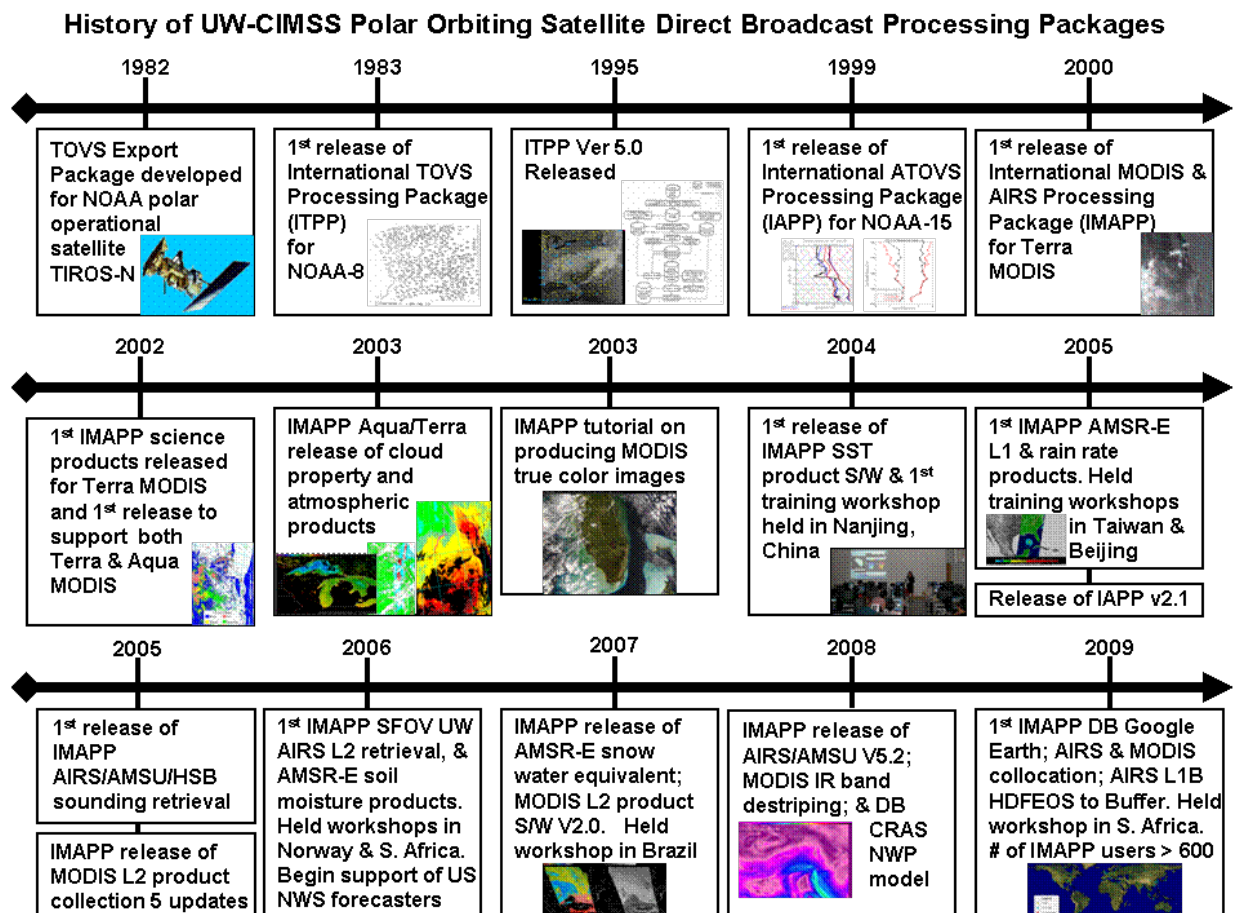 History of UW-CIMSS Polar Orbiting Satellite Direct Broadcast Processing Packages
1982
1983
1995
1999
2000
TOVS Export
Package developed
for NOAA polar
operational
satellite
TIROS-N
1st release of
International TOVS
Processing Package
(ITPP)
for
NOAA-8
ITPP Ver 5.0
Released
1st release of
International ATOVS
Processing Package
(IAPP) for NOAA-15
1st release of
International MODIS &
AIRS Processing
Package (IMAPP)
for Terra
MODIS
2002
2003
2003
2004
2005
1st IMAPP science
products released
for Terra MODIS
and 1st release to
support both
Terra & Aqua
MODIS
IMAPP Aqua/Terra
release of cloud
property and
atmospheric
products
IMAPP tutorial on
producing MODIS
true color images
1st release of
IMAPP SST
product S/W & 1st
training workshop
held in Nanjing,
China
1st IMAPP AMSR-E
L1 & rain rate
products. Held
training workshops
in Taiwan &
Beijing
Release of IAPP v2.1
2005
2006
2007
2008
2009
1st release of
IMAPP
AIRS/AMSU/HSB
sounding retrieval
IMAPP release of
MODIS L2 product
collection 5 updates
1st IMAPP SFOV UW
AIRS L2 retrieval, &
AMSR-E soil
moisture products.
Held workshops in
Norway & S. Africa.
Begin support of US
NWS forecasters
IMAPP release of
AMSR-E snow
water equivalent;
MODIS L2 product
S/W V2.0. Held
workshop in Brazil
IMAPP release of
AIRS/AMSU V5.2;
MODIS IR band
destriping; & DB
CRAS
NWP
model
1st IMAPP DB Google
Earth; AIRS & MODIS
collocation; AIRS L1B
HDFEOS to Buffer. Held
workshop in S. Africa.
# of IMAPP users > 600